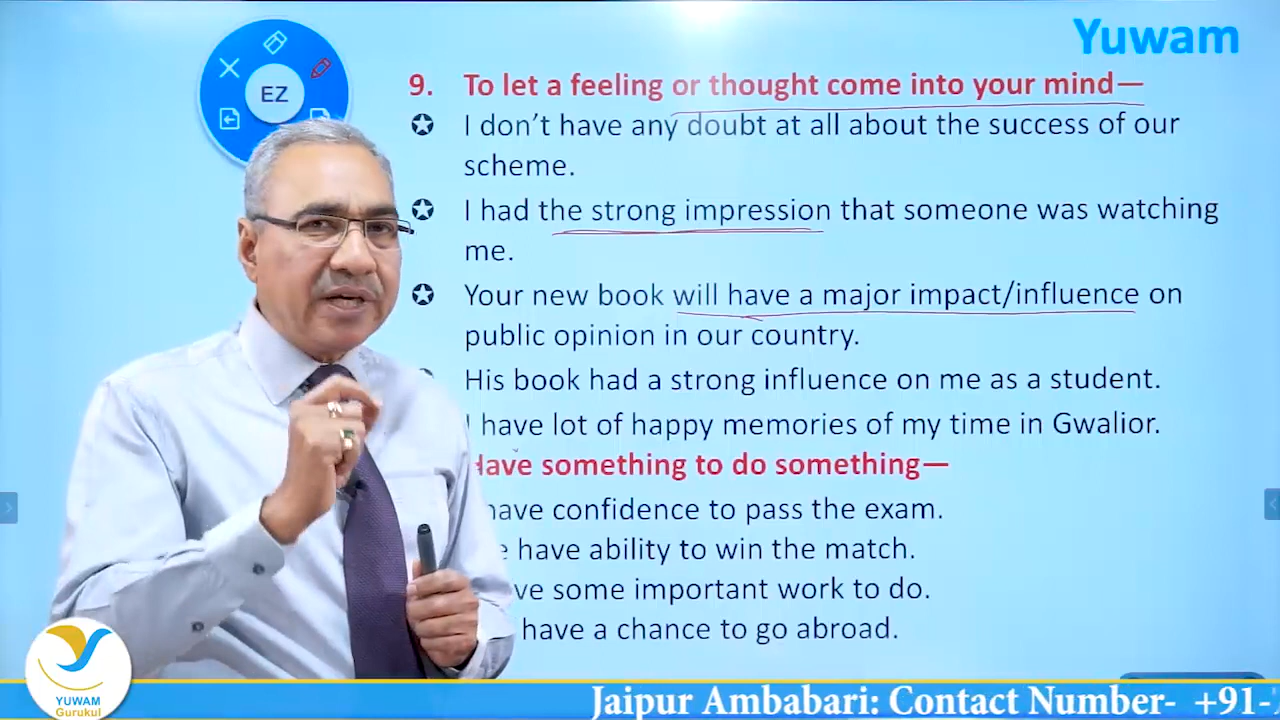 Yuwam
EZ
9. To let a feeling or thought come into your mind—
I don't have any doubt at all about the success of our
scheme.
I had the strong impression that someone was watching
me.
Your new book will have a major impact/influence on
public opinion in our country.
His book had a strong influence on me as a student.
I have lot of happy memories of my time in Gwalior.
Have something to do something—
have confidence to pass the exam.
have ability to win the match.
some important work to do.
have a chance to go abroad.
YUWAM
Gurukul
Jaipur Ambabari: Contact Number- +91-